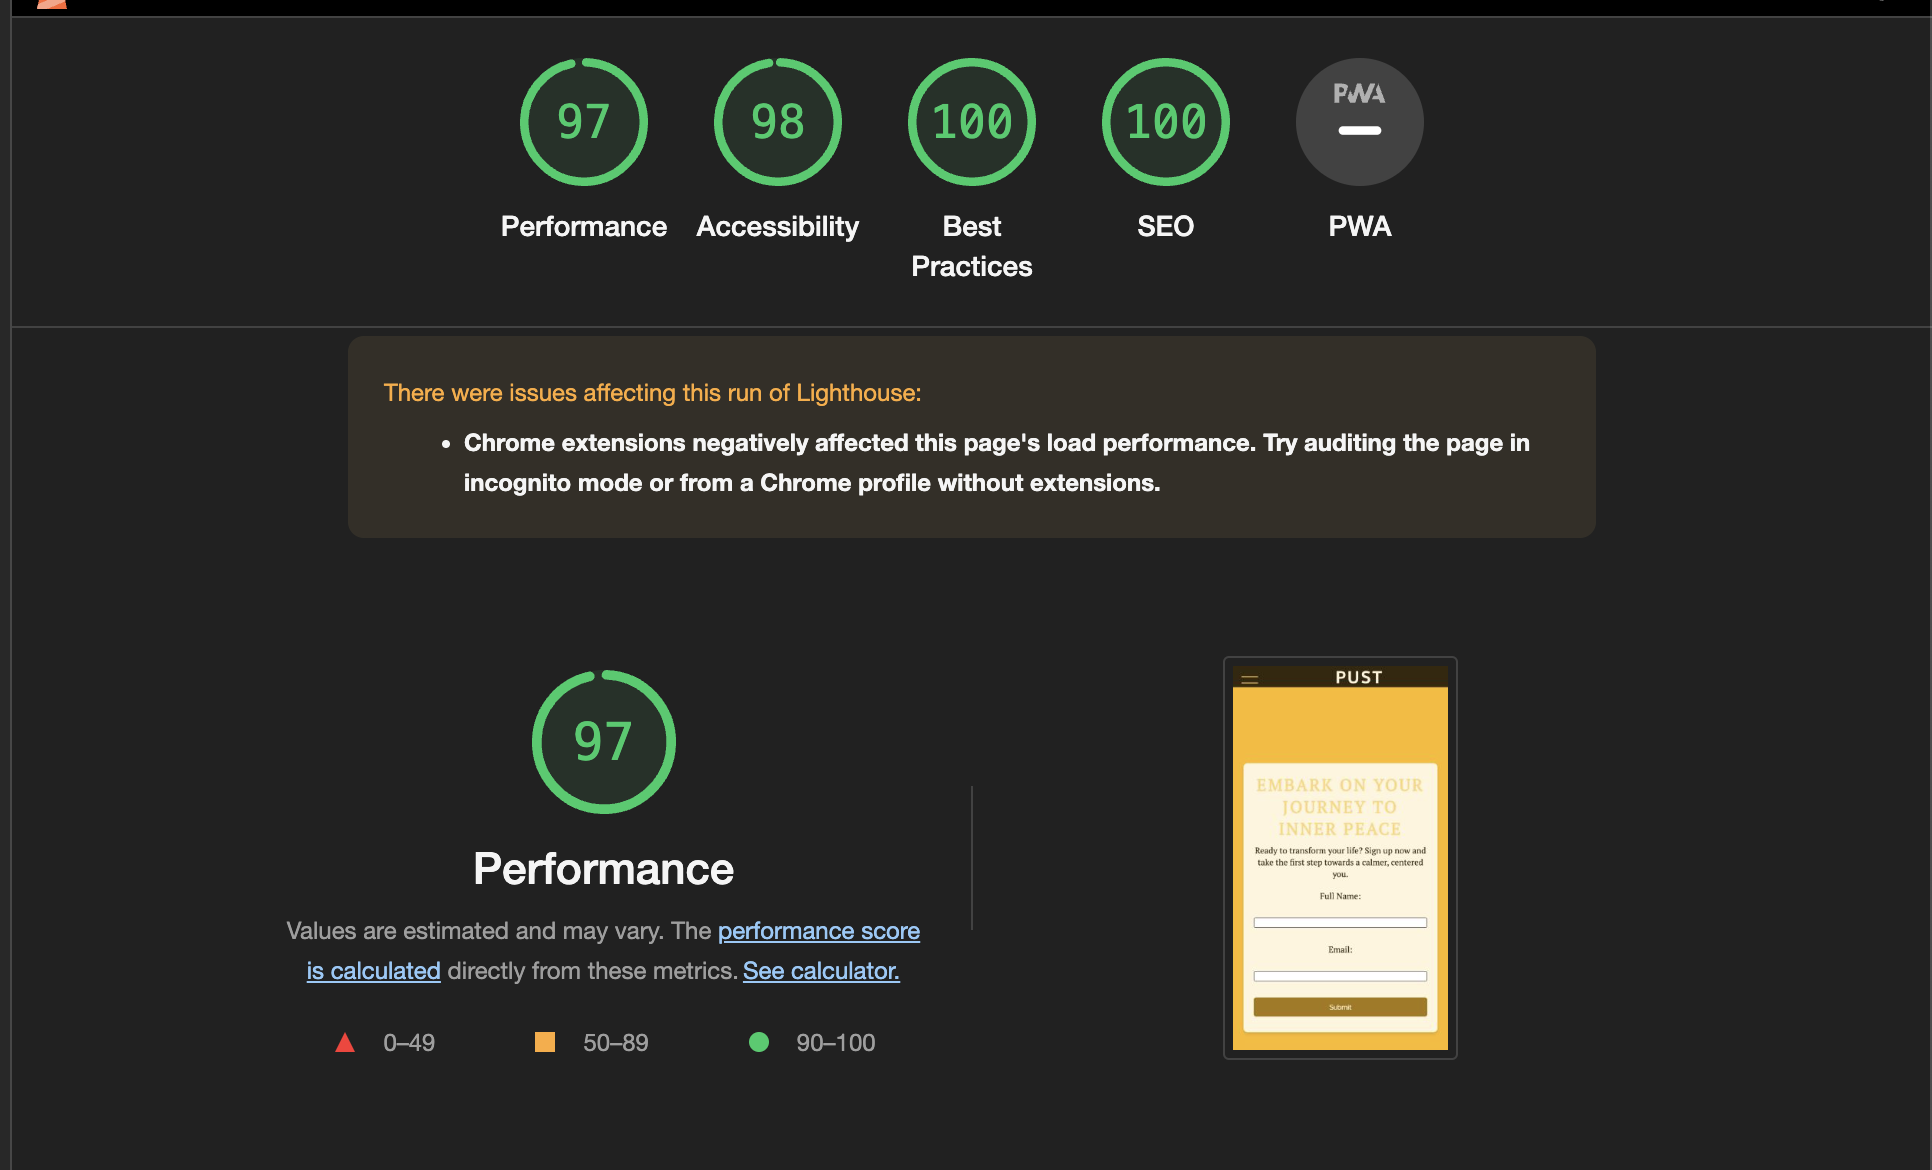 97
98
100
100
PWA
Performance
Accessibility
Best
Practices
SEO
PWA
There were issues affecting this run of Lighthouse:
Chrome extensions negatively affected this page's load performance. Try auditing the page in
incognito mode or from a Chrome profile without extensions.
97
Performance
Values are estimated and may vary. The performance score
is calculated directly from these metrics. See calculator.
0–49
50–89
90–100
PUST
EMBARK ON YOUR
JOURNEY TO
INNER PEACE
Ready to transform your life? Sign up now and
take the first step towards a calmer, centered
you.
Full Name:
Email:
Submit